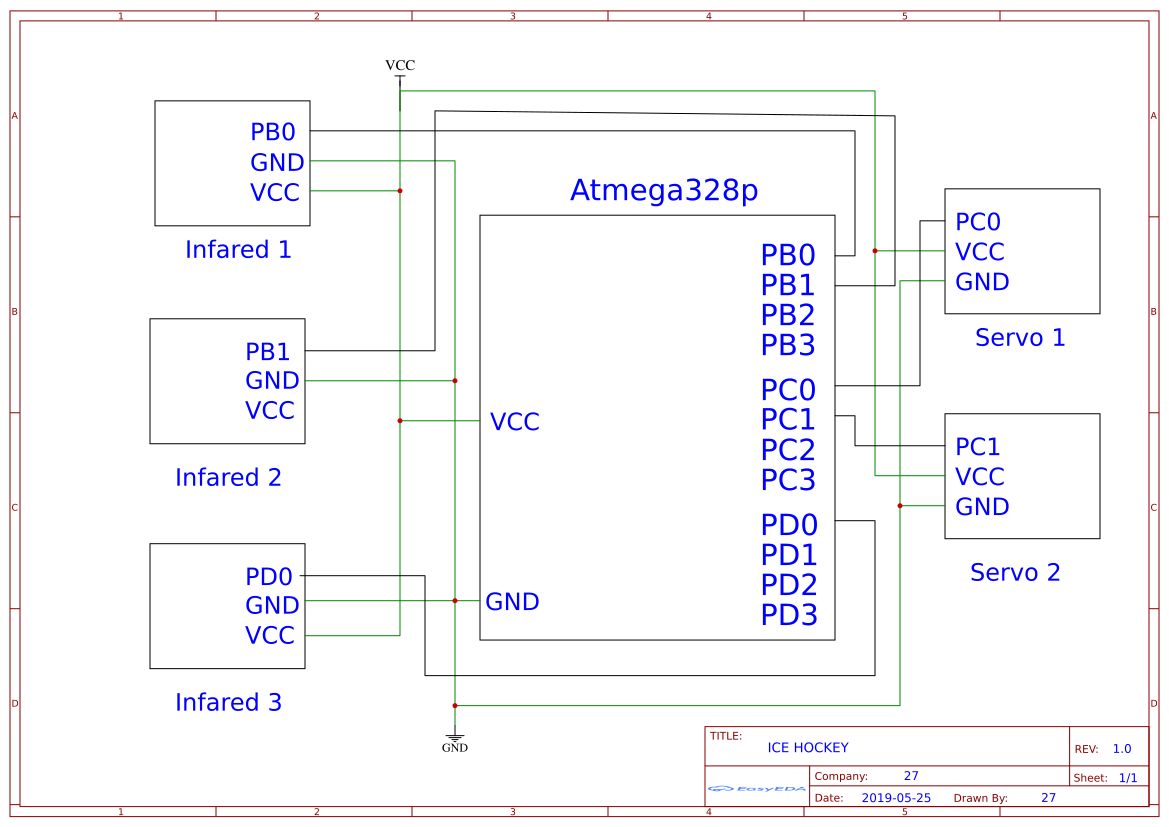 1 2 3 4 5
A
B
C
D
A
B
C
D
1 2 3 4 5
VCC
PB0
GND
VCC
Infared 1
PB1
GND
VCC
Infared 2
PD0
GND
VCC
Infared 3
GND
Atmega328p
VCC
GND
PB0
PB1
PB2
PB3
PC0
PC1
PC2
PC3
PD0
PD1
PD2
PD3
PC0
VCC
GND
Servo 1
PC1
VCC
GND
Servo 2
TITLE:
ICE HOCKEY
REV: 1.0
EasyEDA
Company: 27
Sheet: 1/1
Date: 2019-05-25 Drawn By: 27